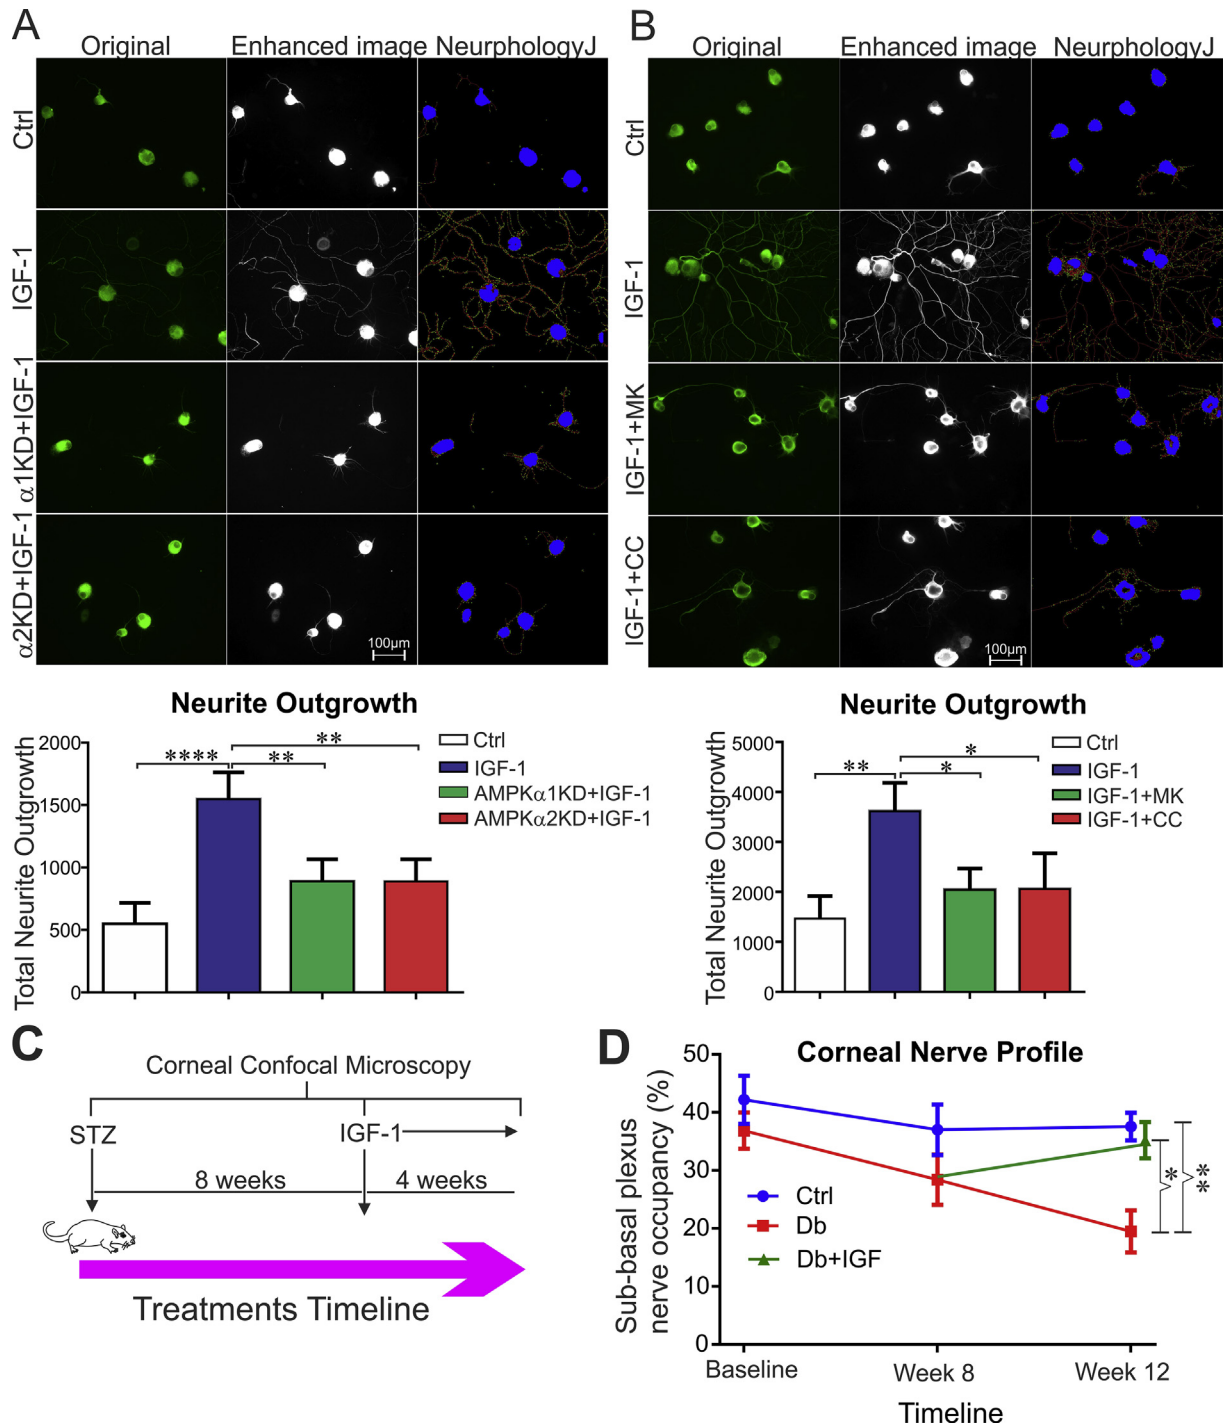 A
Original Enhanced image NeurphologyJ
Ctrl
IGF-1
α1KD+IGF-1
α2KD+IGF-1
100µm
Neurite Outgrowth
Total Neurite Outgrowth
2000
1500
1000
500
0
****
**
**
Ctrl
IGF-1
AMPKα1KD+IGF-1
AMPKα2KD+IGF-1
B
Original Enhanced image NeurphologyJ
Ctrl
IGF-1
IGF-1+MK
IGF-1+CC
100µm
Neurite Outgrowth
Total Neurite Outgrowth
5000
4000
3000
2000
1000
0
**
*
*
Ctrl
IGF-1
IGF-1+MK
IGF-1+CC
C
Corneal Confocal Microscopy
STZ
IGF-1
8 weeks
4 weeks
Treatments Timeline
D
Corneal Nerve Profile
Sub-basal plexus
nerve occupancy (%)
50
40
30
20
10
0
Ctrl
Db
Db+IGF
*
**
Baseline
Week 8
Week 12
Timeline